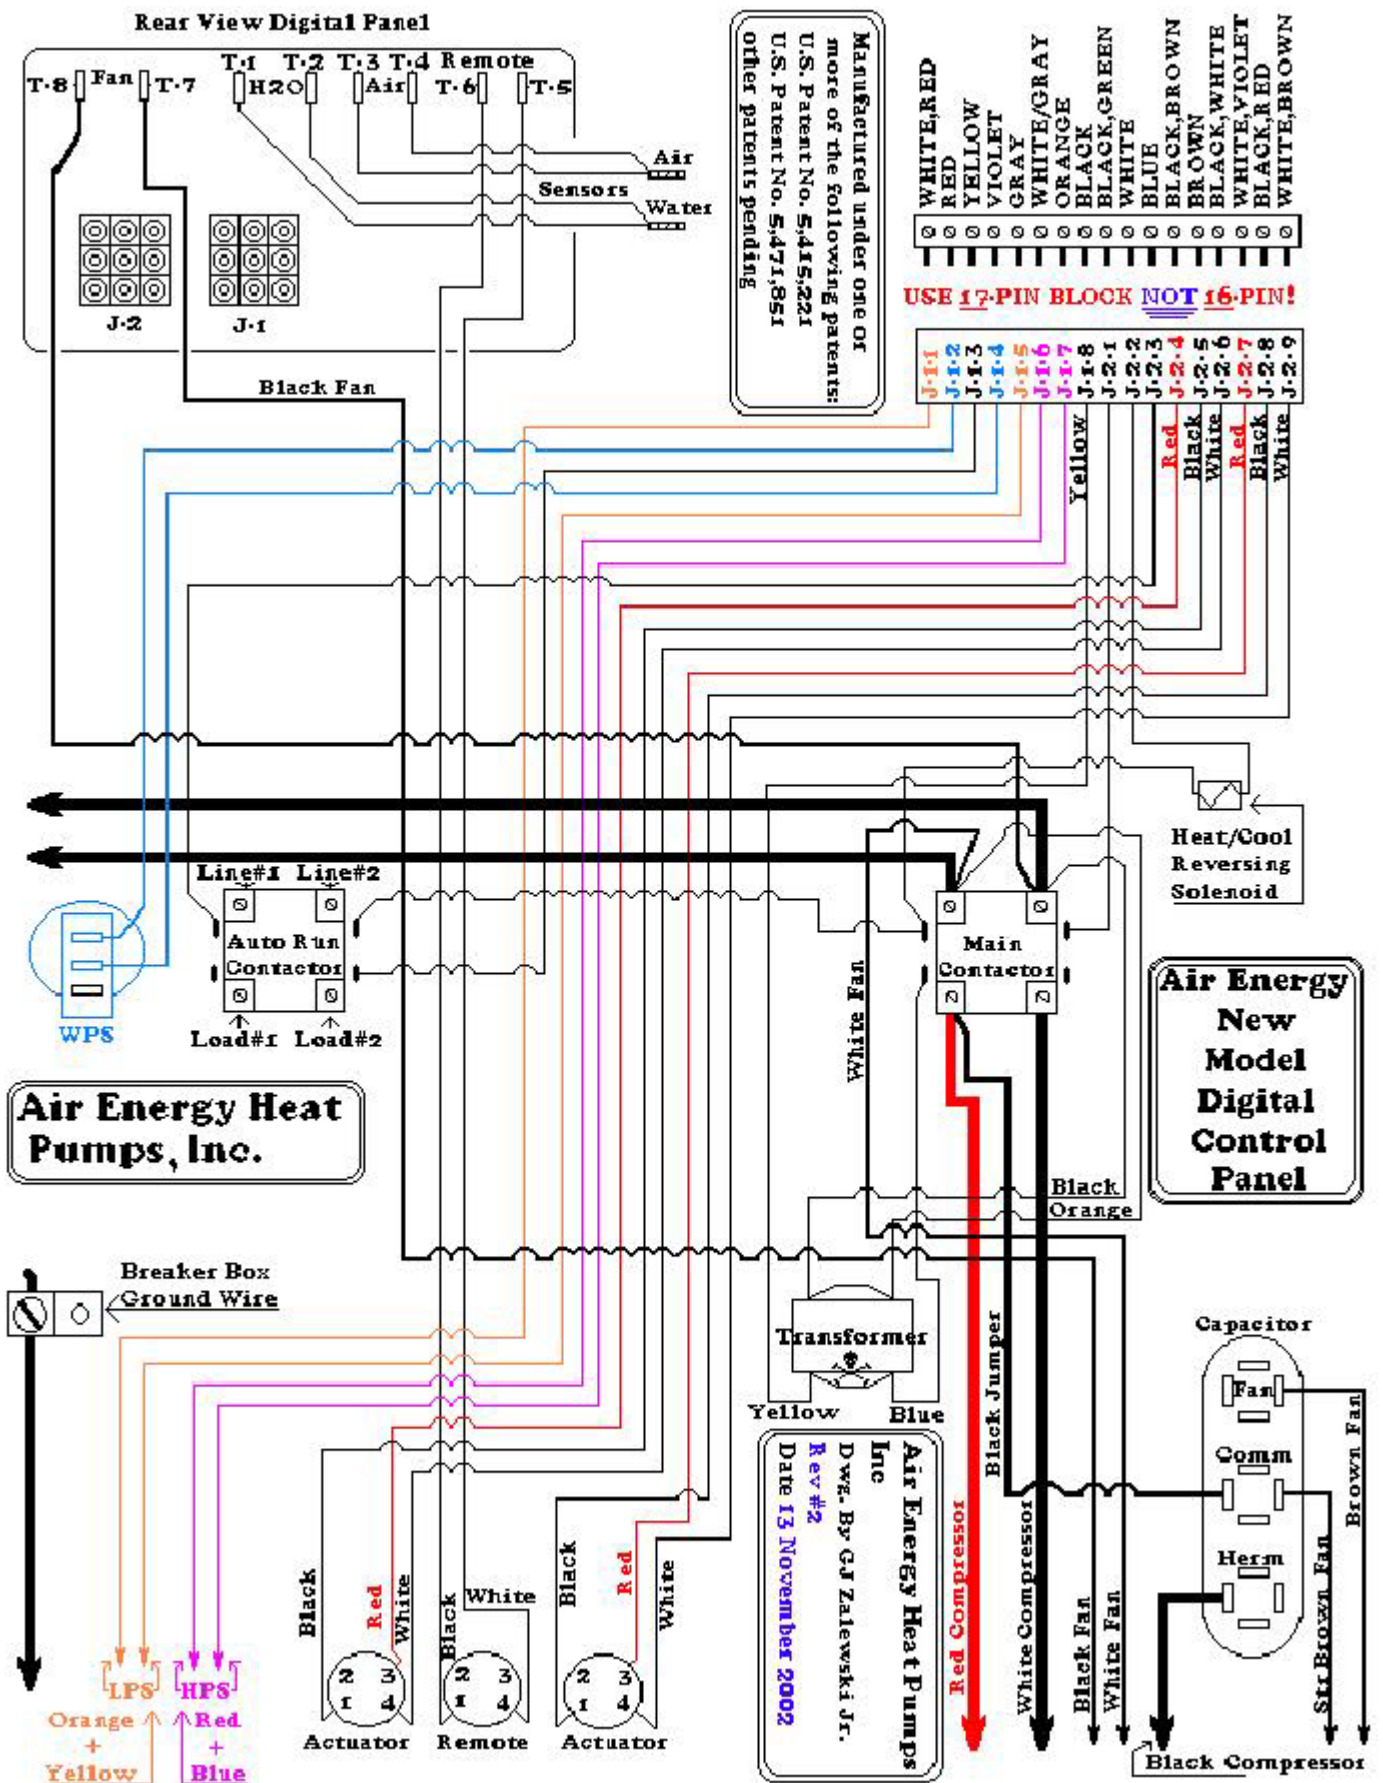 Rear View Digital Panel
T-8 Fan T-7
T-1 T-2 T-3 T-4 Remote
H2O Air T-6 T-5
Air
Sensors
Water
J-2
J-1
Black Fan
Manufactured under one or
more of the following patents:
U.S. Patent No. 5,415,221
U.S. Patent No. 5,471,851
other patents pending
WHITE,RED
RED
YELLOW
VIOLET
GRAY
WHITE/GRAY
ORANGE
BLACK
BLACK,GREEN
WHITE
BLUE
BLACK,BROWN
BROWN
BLACK,WHITE
WHITE,VIOLET
BLACK,RED
WHITE,BROWN
USE 17-PIN BLOCK NOT 16-PIN!
J-1-1
J-1-2
J-1-3
J-1-4
J-1-5
J-1-6
J-1-7
J-1-8
J-2-1
J-2-2
J-2-3
J-2-4
J-2-5
J-2-6
J-2-7
J-2-8
J-2-9
Yellow
Red
Black
White
Red
Black
White
Heat/Cool
Reversing
Solenoid
Line#1 Line#2
Auto Run
Contactor
Load#1 Load#2
WPS
Main
Contactor
White Fan
Air Energy
New
Model
Digital
Control
Panel
Air Energy Heat
Pumps, Inc.
Black
Orange
Breaker Box
Ground Wire
Transformer
Yellow
Blue
Black Jumper
Capacitor
Fan
Comm
Herm
Brown Fan
Str Brown Fan
Black Compressor
Air Energy Heat Pumps
Inc
Dwg. By GJ Zalewski Jr.
Rev #2
Date 13 November 2002
Red Compressor
White Compressor
Black Fan
White Fan
LPS
Orange
+
Yellow
HPS
Red
+
Blue
Black
Red
White
2 3
1 4
Actuator
Black
White
2 3
1 4
Remote
Black
Red
White
2 3
1 4
Actuator